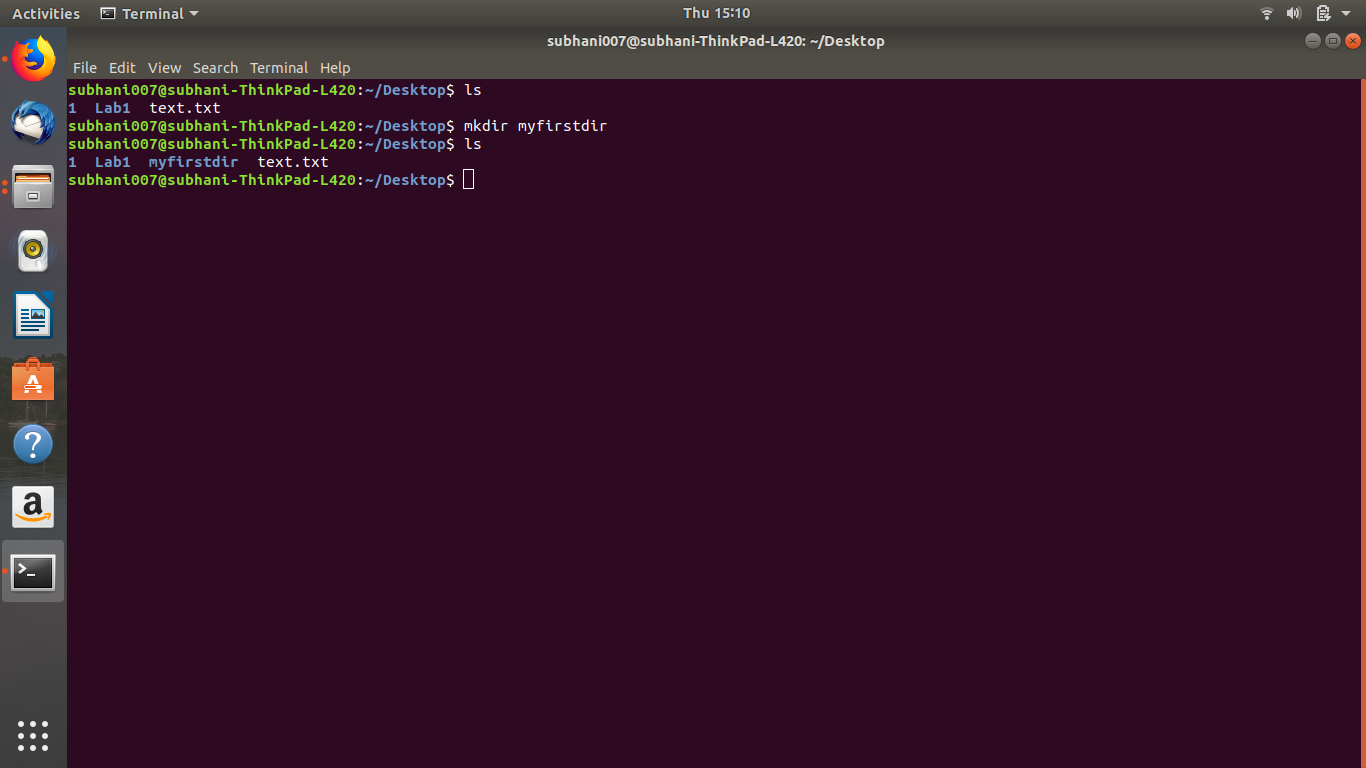 Activities Terminal Thu 15:10
subhani007@subhani-ThinkPad-L420: ~/Desktop
File Edit View Search Terminal Help
subhani007@subhani-ThinkPad-L420:~/Desktop$ ls
1  Lab1  text.txt
subhani007@subhani-ThinkPad-L420:~/Desktop$ mkdir myfirstdir
subhani007@subhani-ThinkPad-L420:~/Desktop$ ls
1  Lab1  myfirstdir  text.txt
subhani007@subhani-ThinkPad-L420:~/Desktop$